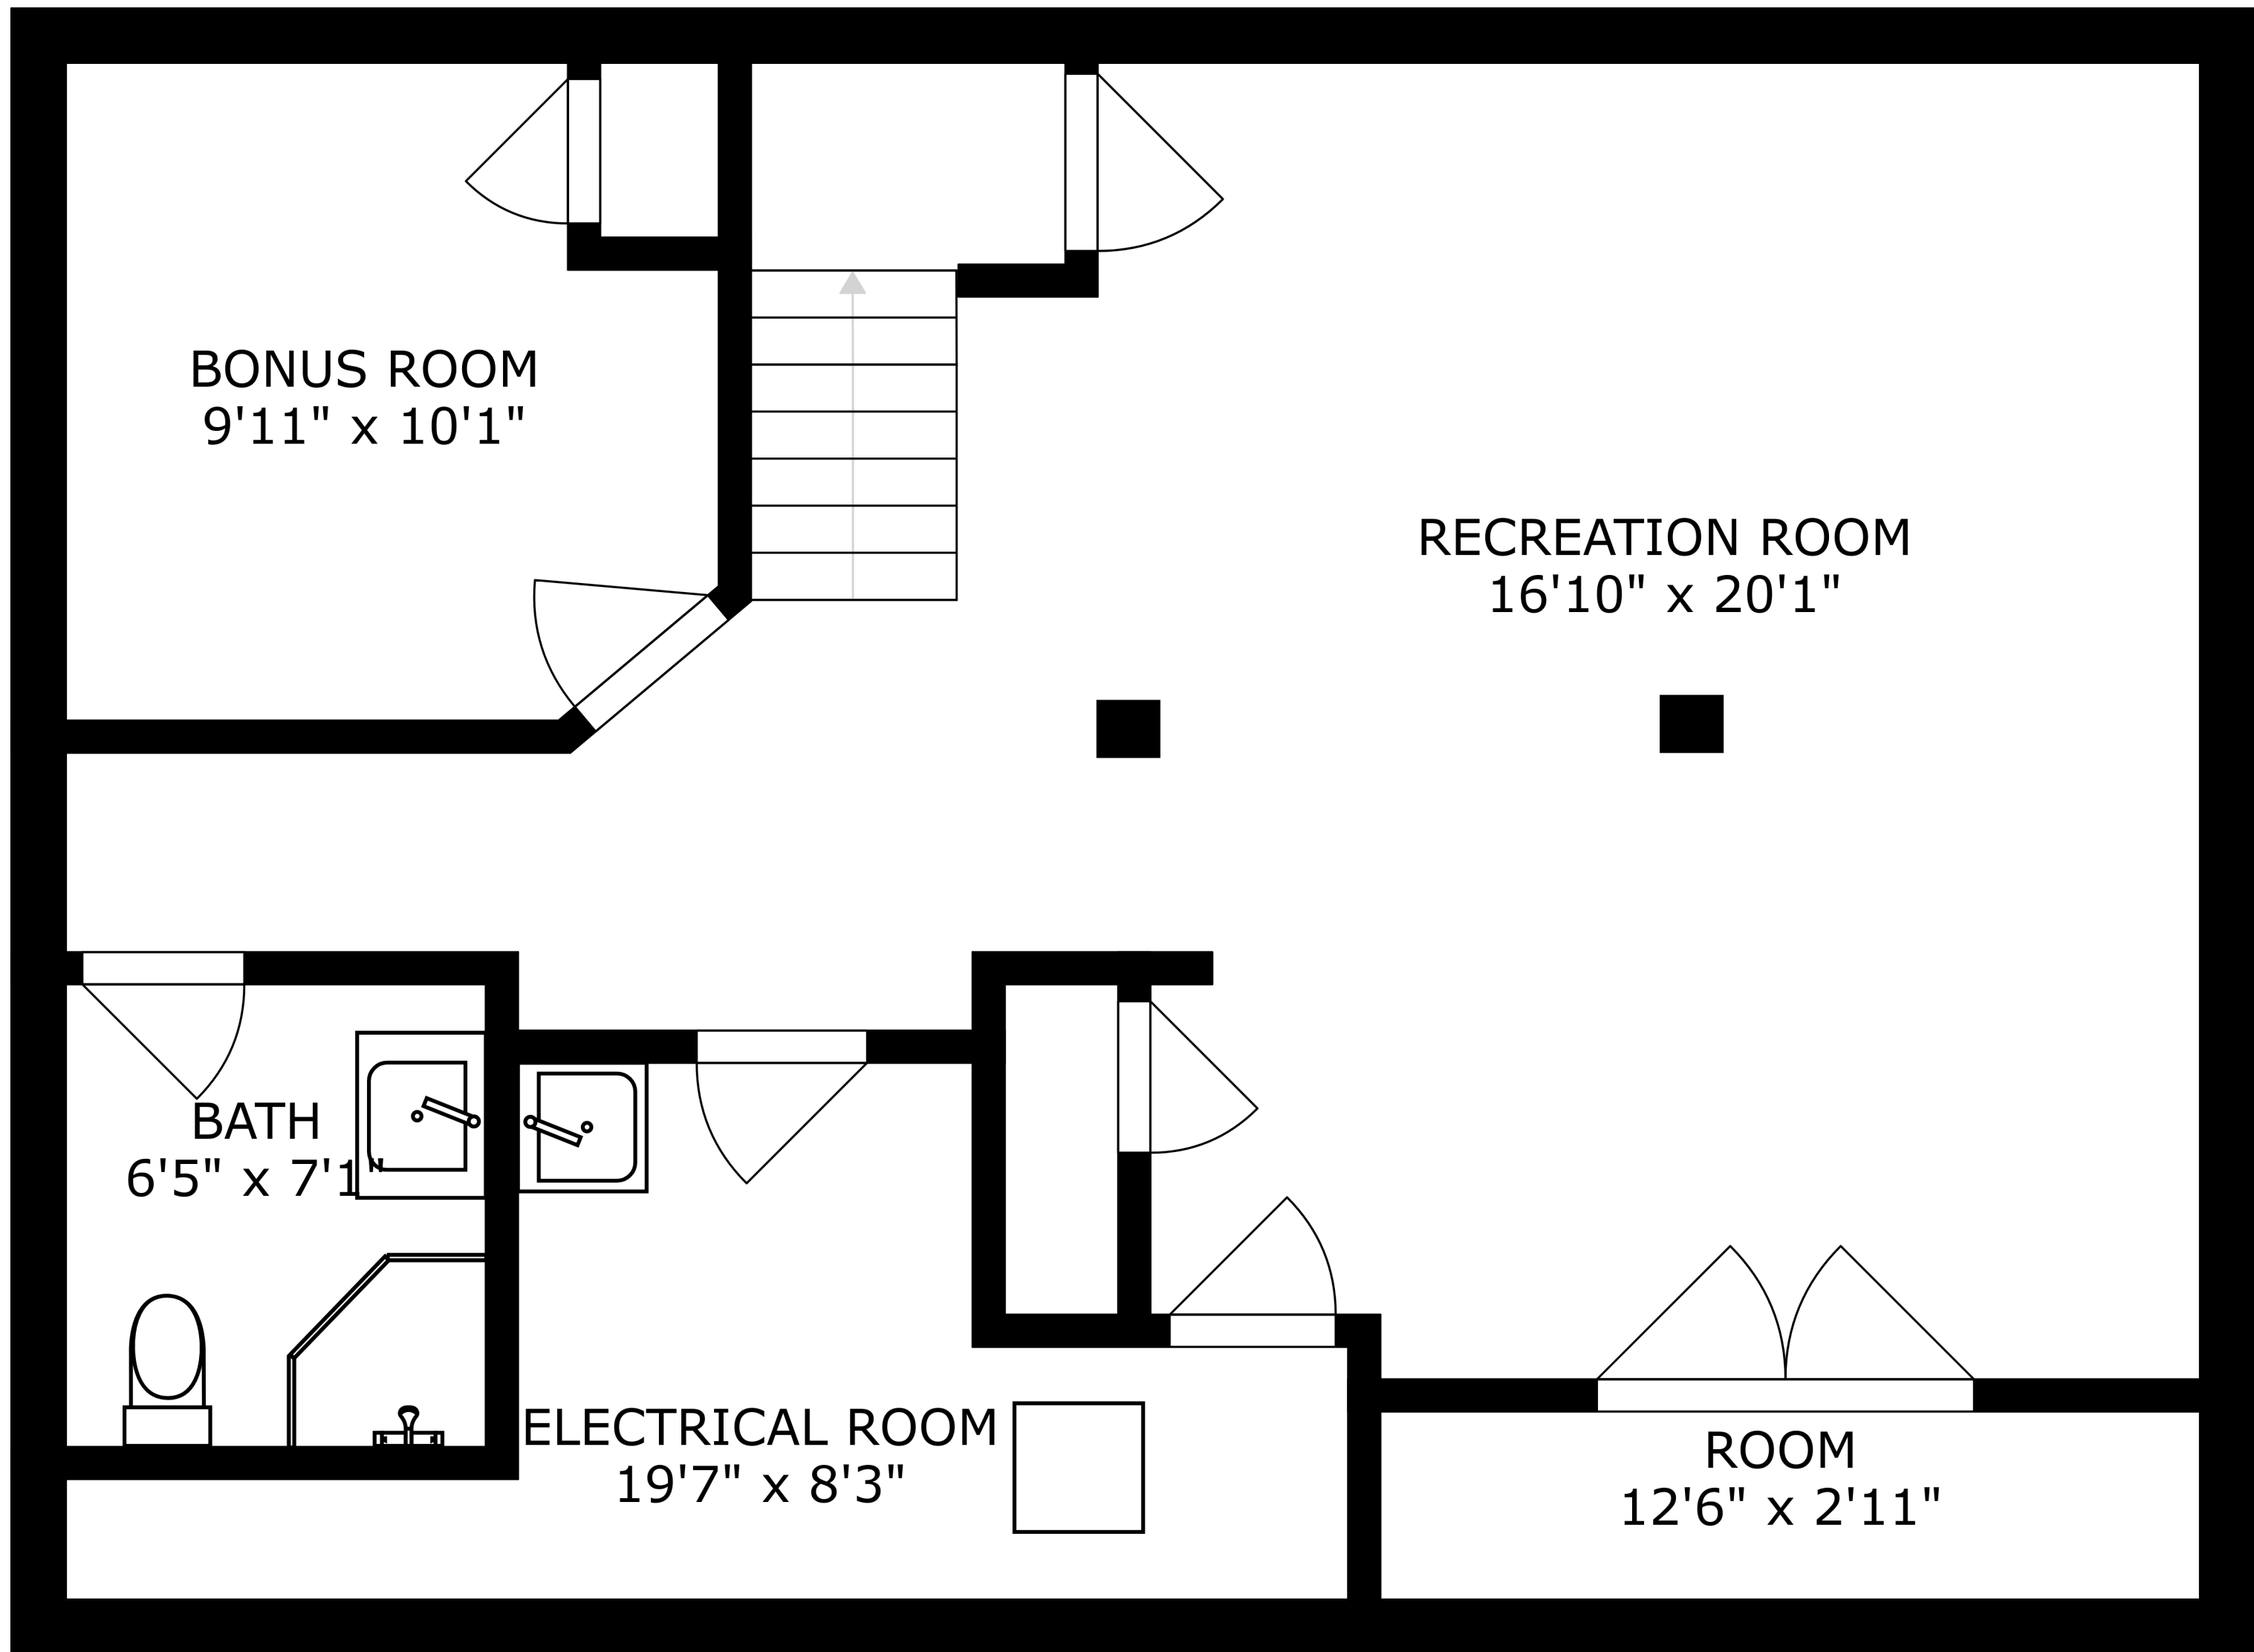 BONUS ROOM
9'11" x 10'1"
RECREATION ROOM
16'10" x 20'1"
BATH
6'5" x 7'1"
ELECTRICAL ROOM
19'7" x 8'3"
ROOM
12'6" x 2'11"